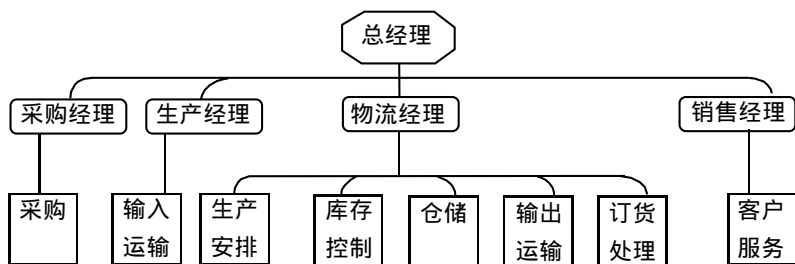 总经理
采购经理
生产经理
物流经理
销售经理
采购
输入
运输
生产
安排
库存
控制
仓储
输出
运输
订货
处理
客户
服务